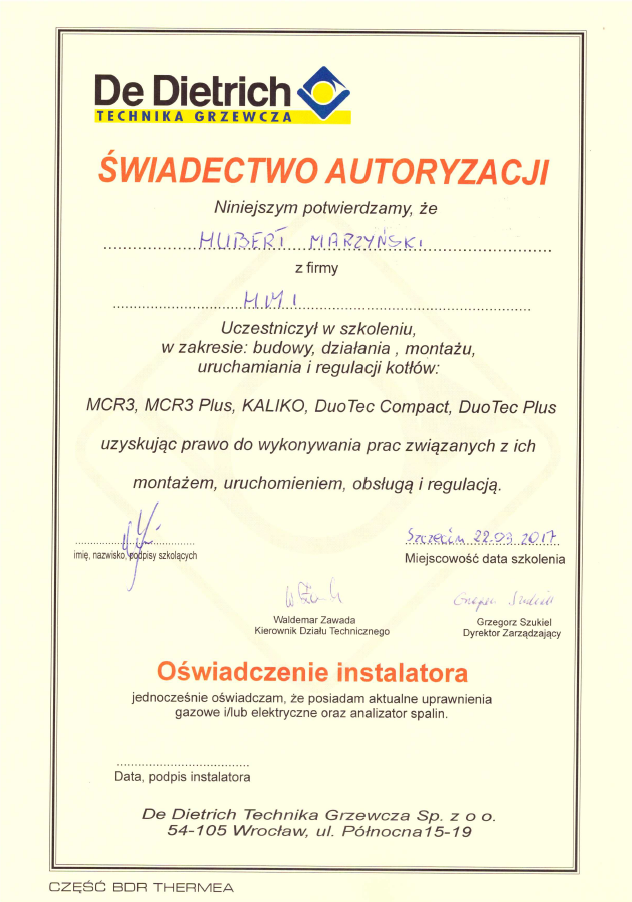 De Dietrich
TECHNIKA GRZEWCZA
ŚWIADECTWO AUTORYZACJI
Niniejszym potwierdzamy, że
HUBERT MARZYŃSKI
z firmy
HMI
Uczestniczył w szkoleniu,
w zakresie: budowy, działania , montażu,
uruchamiania i regulacji kotłów:
MCR3, MCR3 Plus, KALIKO, DuoTec Compact, DuoTec Plus
uzyskując prawo do wykonywania prac związanych z ich
montażem, uruchomieniem, obsługą i regulacją.
Szczecin 22.03.2017
imię, nazwisko, podpisy szkolących
Miejscowość data szkolenia
Grzegorz Szukiel
Waldemar Zawada
Kierownik Działu Technicznego
Grzegorz Szukiel
Dyrektor Zarządzający
Oświadczenie instalatora
jednocześnie oświadczam, że posiadam aktualne uprawnienia
gazowe i/lub elektryczne oraz analizator spalin.
Data, podpis instalatora
De Dietrich Technika Grzewcza Sp. z o o.
54-105 Wrocław, ul. Północna15-19
CZĘŚĆ BDR THERMEA